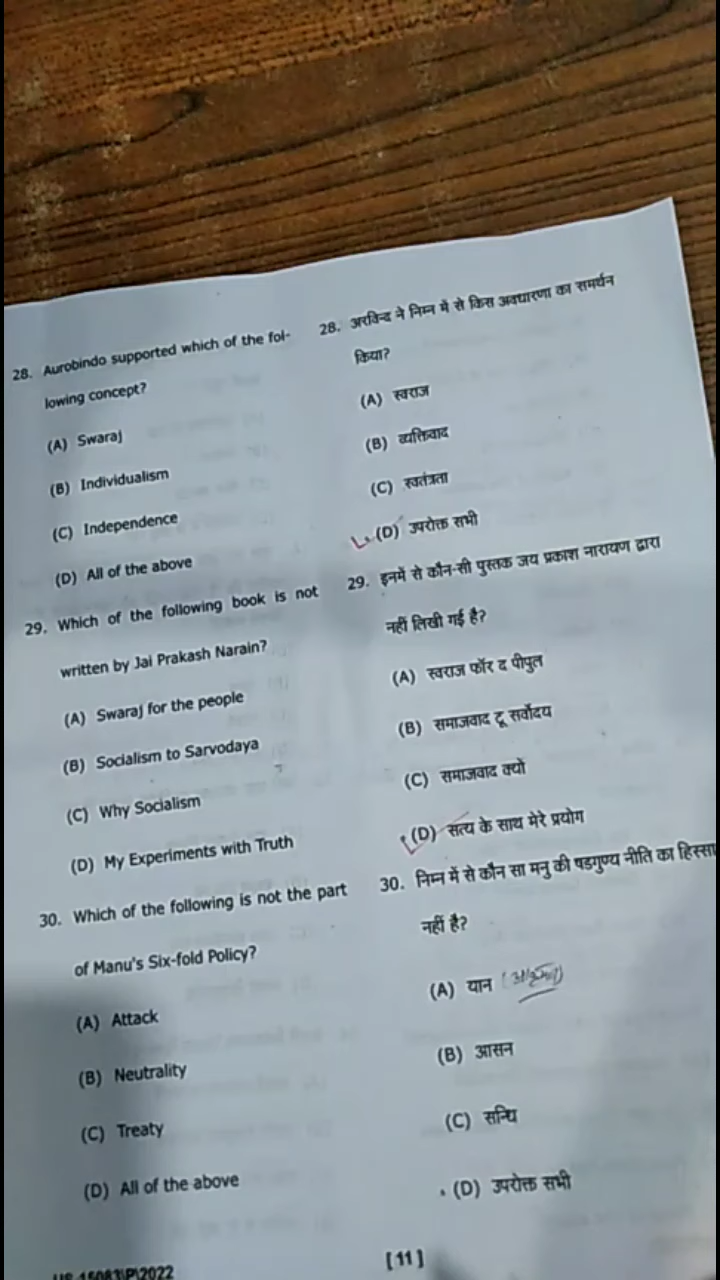 28. Aurobindo supported which of the fol-
lowing concept?
(A) Swaraj
(B) Individualism
(C) Independence
(D) All of the above
29. Which of the following book is not
written by Jai Prakash Narain?
(A) Swaraj for the people
(B) Socialism to Sarvodaya
(C) Why Socialism
(D) My Experiments with Truth
30. Which of the following is not the part
of Manu's Six-fold Policy?
(A) Attack
(B) Neutrality
(C) Treaty
(D) All of the above
28. अरविन्द ने निम्न में से किस अवधारणा का समर्थन
किया?
(A) स्वराज
(B) व्यक्तिवाद
(C) स्वतंत्रता
(D) उपरोक्त सभी
29. इनमें से कौन-सी पुस्तक जय प्रकाश नारायण द्वारा
नहीं लिखी गई है?
(A) स्वराज फॉर द पीपुल
(B) समाजवाद टू सर्वोदय
(C) समाजवाद क्यों
(D) सत्य के साथ मेरे प्रयोग
30. निम्न में से कौन सा मनु की षडगुण्य नीति का हिस्सा
नहीं है?
(A) यान
(B) आसन
(C) सन्धि
(D) उपरोक्त सभी
[ 11 ]